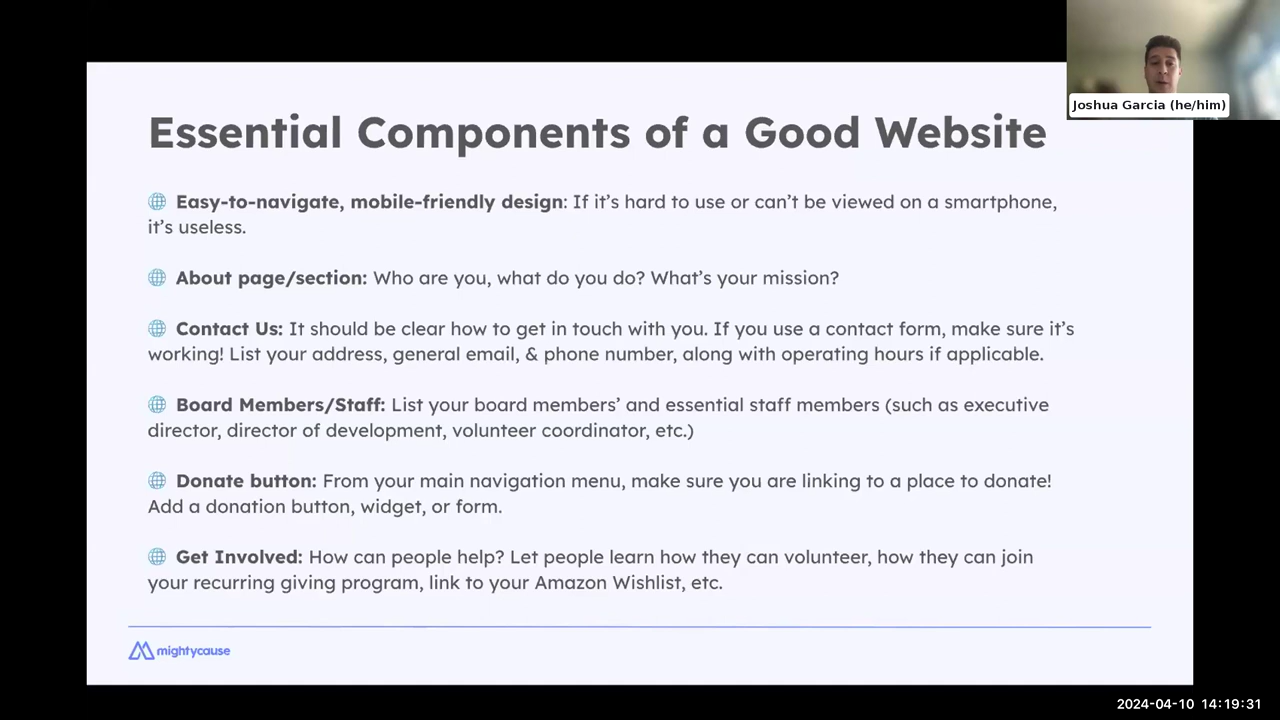 Joshua Garcia (he/him)
Essential Components of a Good Website
Easy-to-navigate, mobile-friendly design: If it’s hard to use or can’t be viewed on a smartphone,
it’s useless.
About page/section: Who are you, what do you do? What’s your mission?
Contact Us: It should be clear how to get in touch with you. If you use a contact form, make sure it’s
working! List your address, general email, & phone number, along with operating hours if applicable.
Board Members/Staff: List your board members’ and essential staff members (such as executive
director, director of development, volunteer coordinator, etc.)
Donate button: From your main navigation menu, make sure you are linking to a place to donate!
Add a donation button, widget, or form.
Get Involved: How can people help? Let people learn how they can volunteer, how they can join
your recurring giving program, link to your Amazon Wishlist, etc.
mightycause
2024-04-10 14:19:31